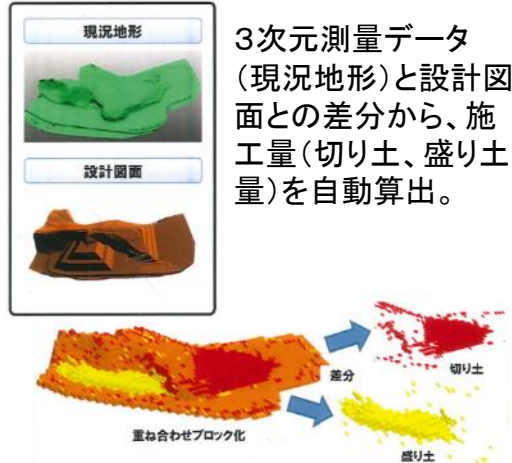 現況地形
設計図面
3次元測量データ
(現況地形)と設計図
面との差分から、施
工量(切り土、盛り土
量)を自動算出。
重ね合わせブロック化
差分
切り土
盛り土